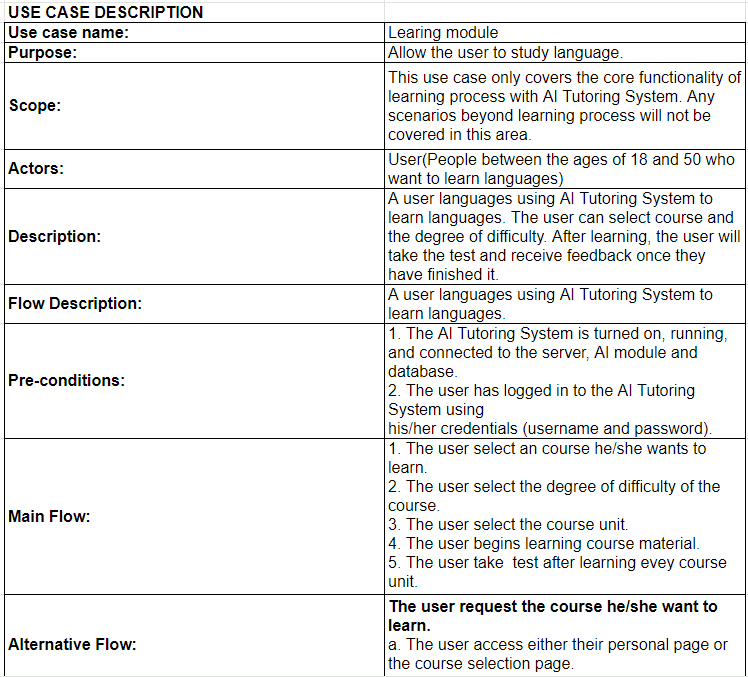 USE CASE DESCRIPTION
Use case name:
Learing module
Purpose:
Allow the user to study language.
Scope:
This use case only covers the core functionality of
learning process with AI Tutoring System. Any
scenarios beyond learning process will not be
covered in this area.
Actors:
User(People between the ages of 18 and 50 who
want to learn languages)
Description:
A user languages using AI Tutoring System to
learn languages. The user can select course and
the degree of difficulty. After learning, the user will
take the test and receive feedback once they
have finished it.
Flow Description:
A user languages using AI Tutoring System to
learn languages.
Pre-conditions:
1. The AI Tutoring System is turned on, running,
and connected to the server, AI module and
database.
2. The user has logged in to the AI Tutoring
System using
his/her credentials (username and password).
Main Flow:
1. The user select an course he/she wants to
learn.
2. The user select the degree of difficulty of the
course.
3. The user select the course unit.
4. The user begins learning course material.
5. The user take  test after learning evey course
unit.
Alternative Flow:
The user request the course he/she want to
learn.
a. The user access either their personal page or
the course selection page.